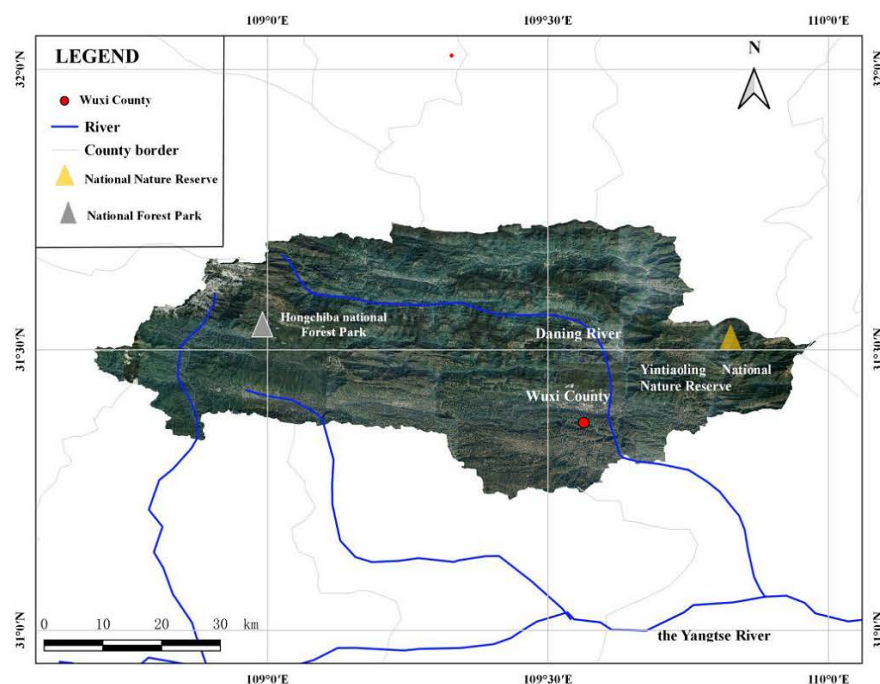 109°0'E 109°30'E 110°0'E
LEGEND
Wuxi County
River
County border
National Nature Reserve
National Forest Park
N
32°0'N 32°0'N
Hongchiba national
Forest Park
Daning River
31°30'N 31°30'N
Yintiaoling National
Nature Reserve
Wuxi County
0 10 20 30 km
31°0'N 31°0'N
the Yangtse River
109°0'E 109°30'E 110°0'E